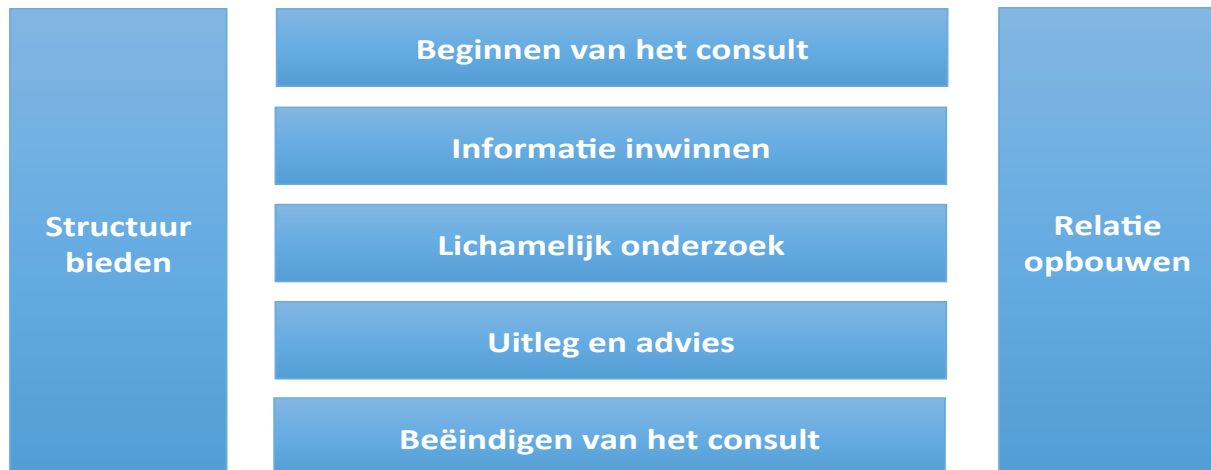 Structuur
bieden
Beginnen van het consult
Informatie inwinnen
Lichamelijk onderzoek
Uitleg en advies
Beëindigen van het consult
Relatie
opbouwen